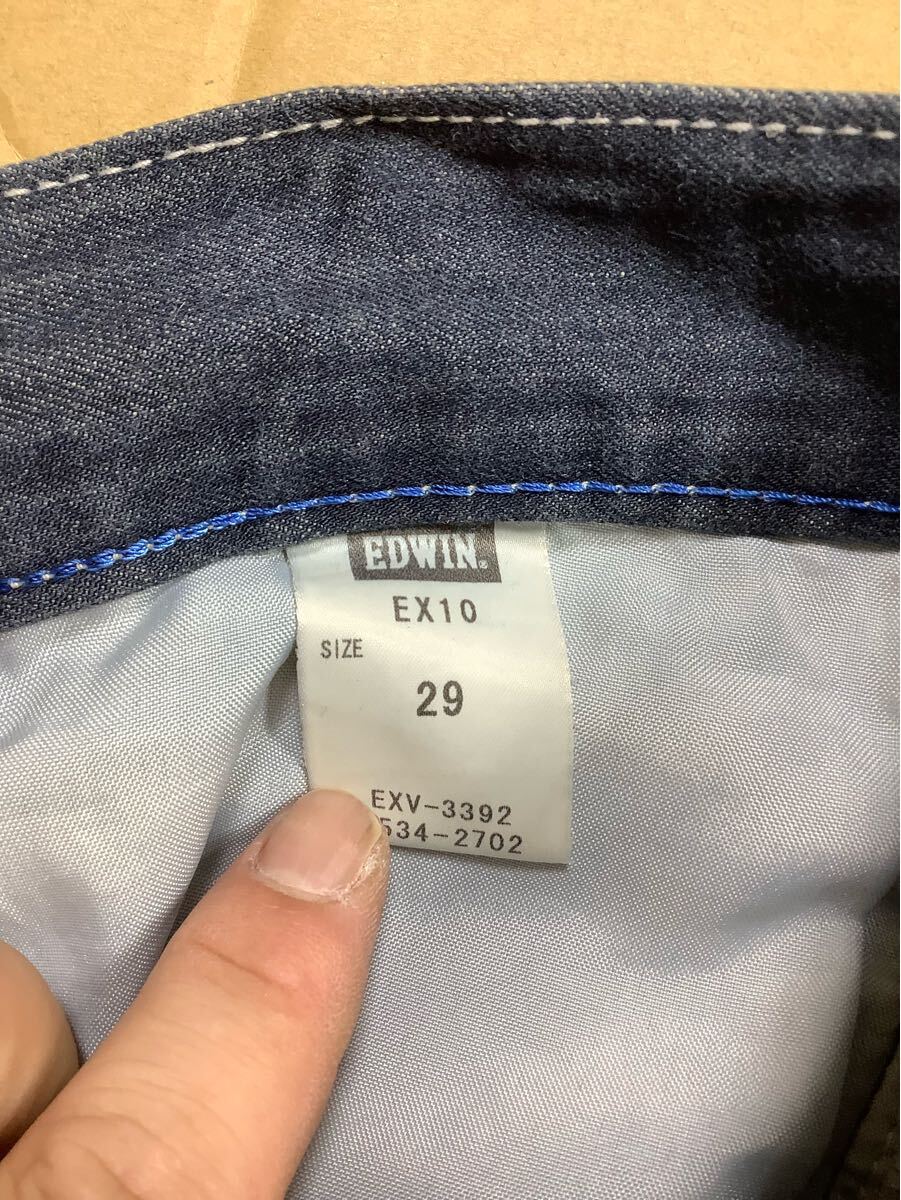 EDWIN.
EX10
SIZE
29
EXV-3392
534-2702